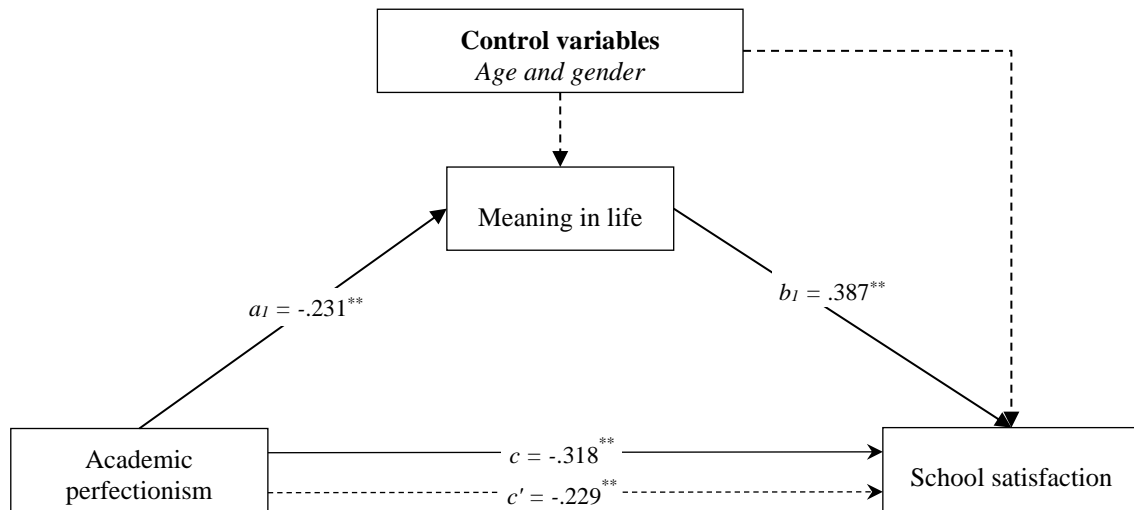 Control variables
Age and gender
Meaning in life
a₁ = -.231**
b₁ = .387**
Academic
perfectionism
c = -.318**
c' = -.229**
School satisfaction